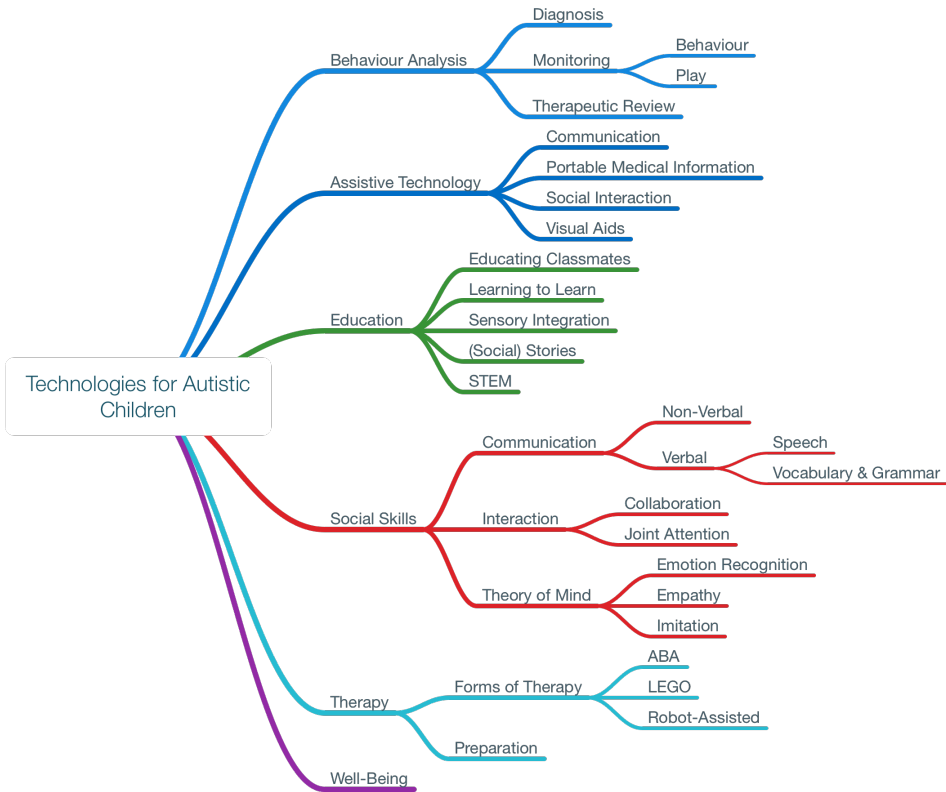 Diagnosis
Behaviour Analysis
Monitoring
Behaviour
Play
Therapeutic Review
Communication
Assistive Technology
Portable Medical Information
Social Interaction
Visual Aids
Educating Classmates
Learning to Learn
Education
Sensory Integration
(Social) Stories
STEM
Technologies for Autistic
Children
Non-Verbal
Communication
Verbal
Speech
Vocabulary & Grammar
Social Skills
Interaction
Collaboration
Joint Attention
Emotion Recognition
Theory of Mind
Empathy
Imitation
ABA
Therapy
Forms of Therapy
LEGO
Robot-Assisted
Preparation
Well-Being